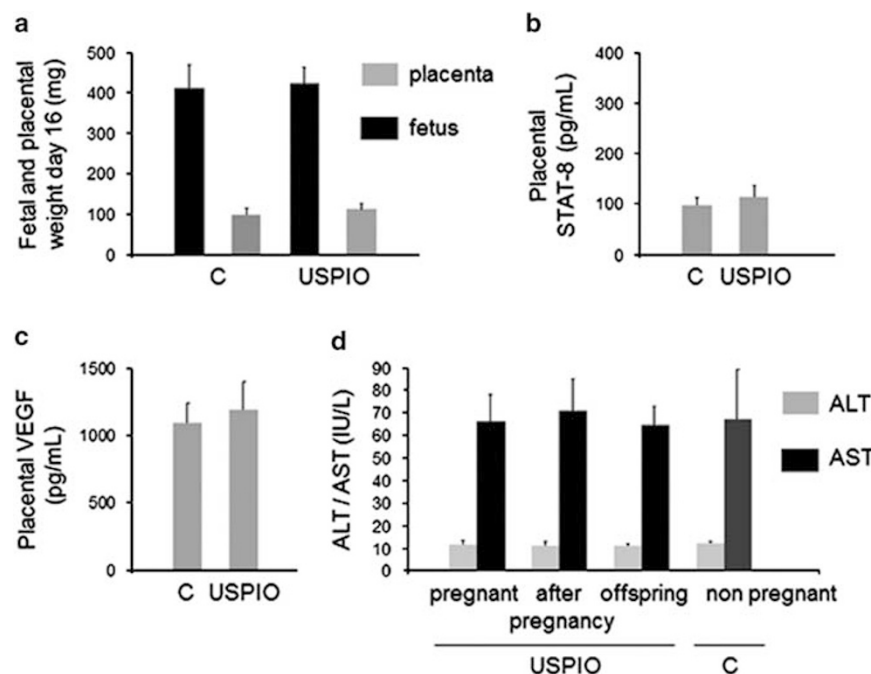 a
Fetal and placental
weight day 16 (mg)
500
400
300
200
100
0
C
USPIO
placenta
fetus
b
Placental
STAT-8 (pg/mL)
400
300
200
100
0
C
USPIO
c
Placental VEGF
(pg/mL)
1500
1000
500
0
C
USPIO
d
ALT / AST (IU/L)
90
80
70
60
50
40
30
20
10
0
pregnant
after
pregnancy
offspring
non pregnant
USPIO
C
ALT
AST